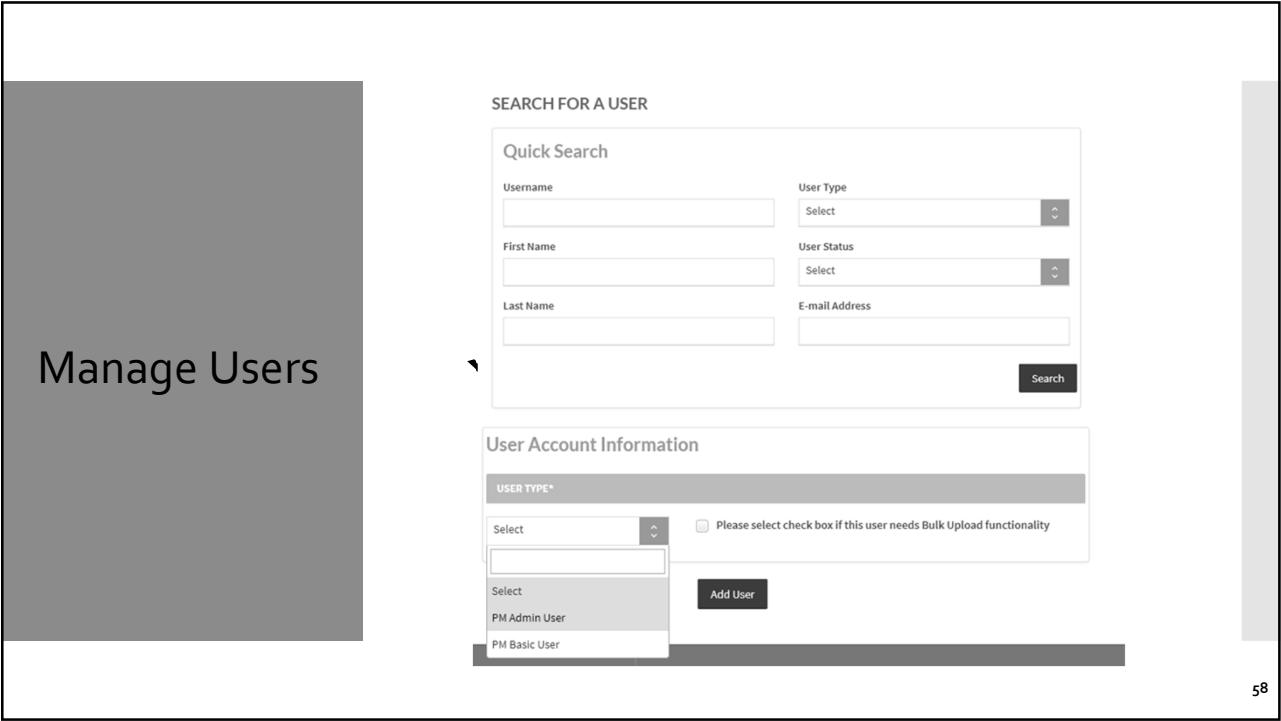 Manage Users
SEARCH FOR A USER
Quick Search
Username
User Type
Select
First Name
User Status
Select
Last Name
E-mail Address
Search
User Account Information
USER TYPE*
Select
Please select check box if this user needs Bulk Upload functionality
Select
PM Admin User
PM Basic User
Add User
58